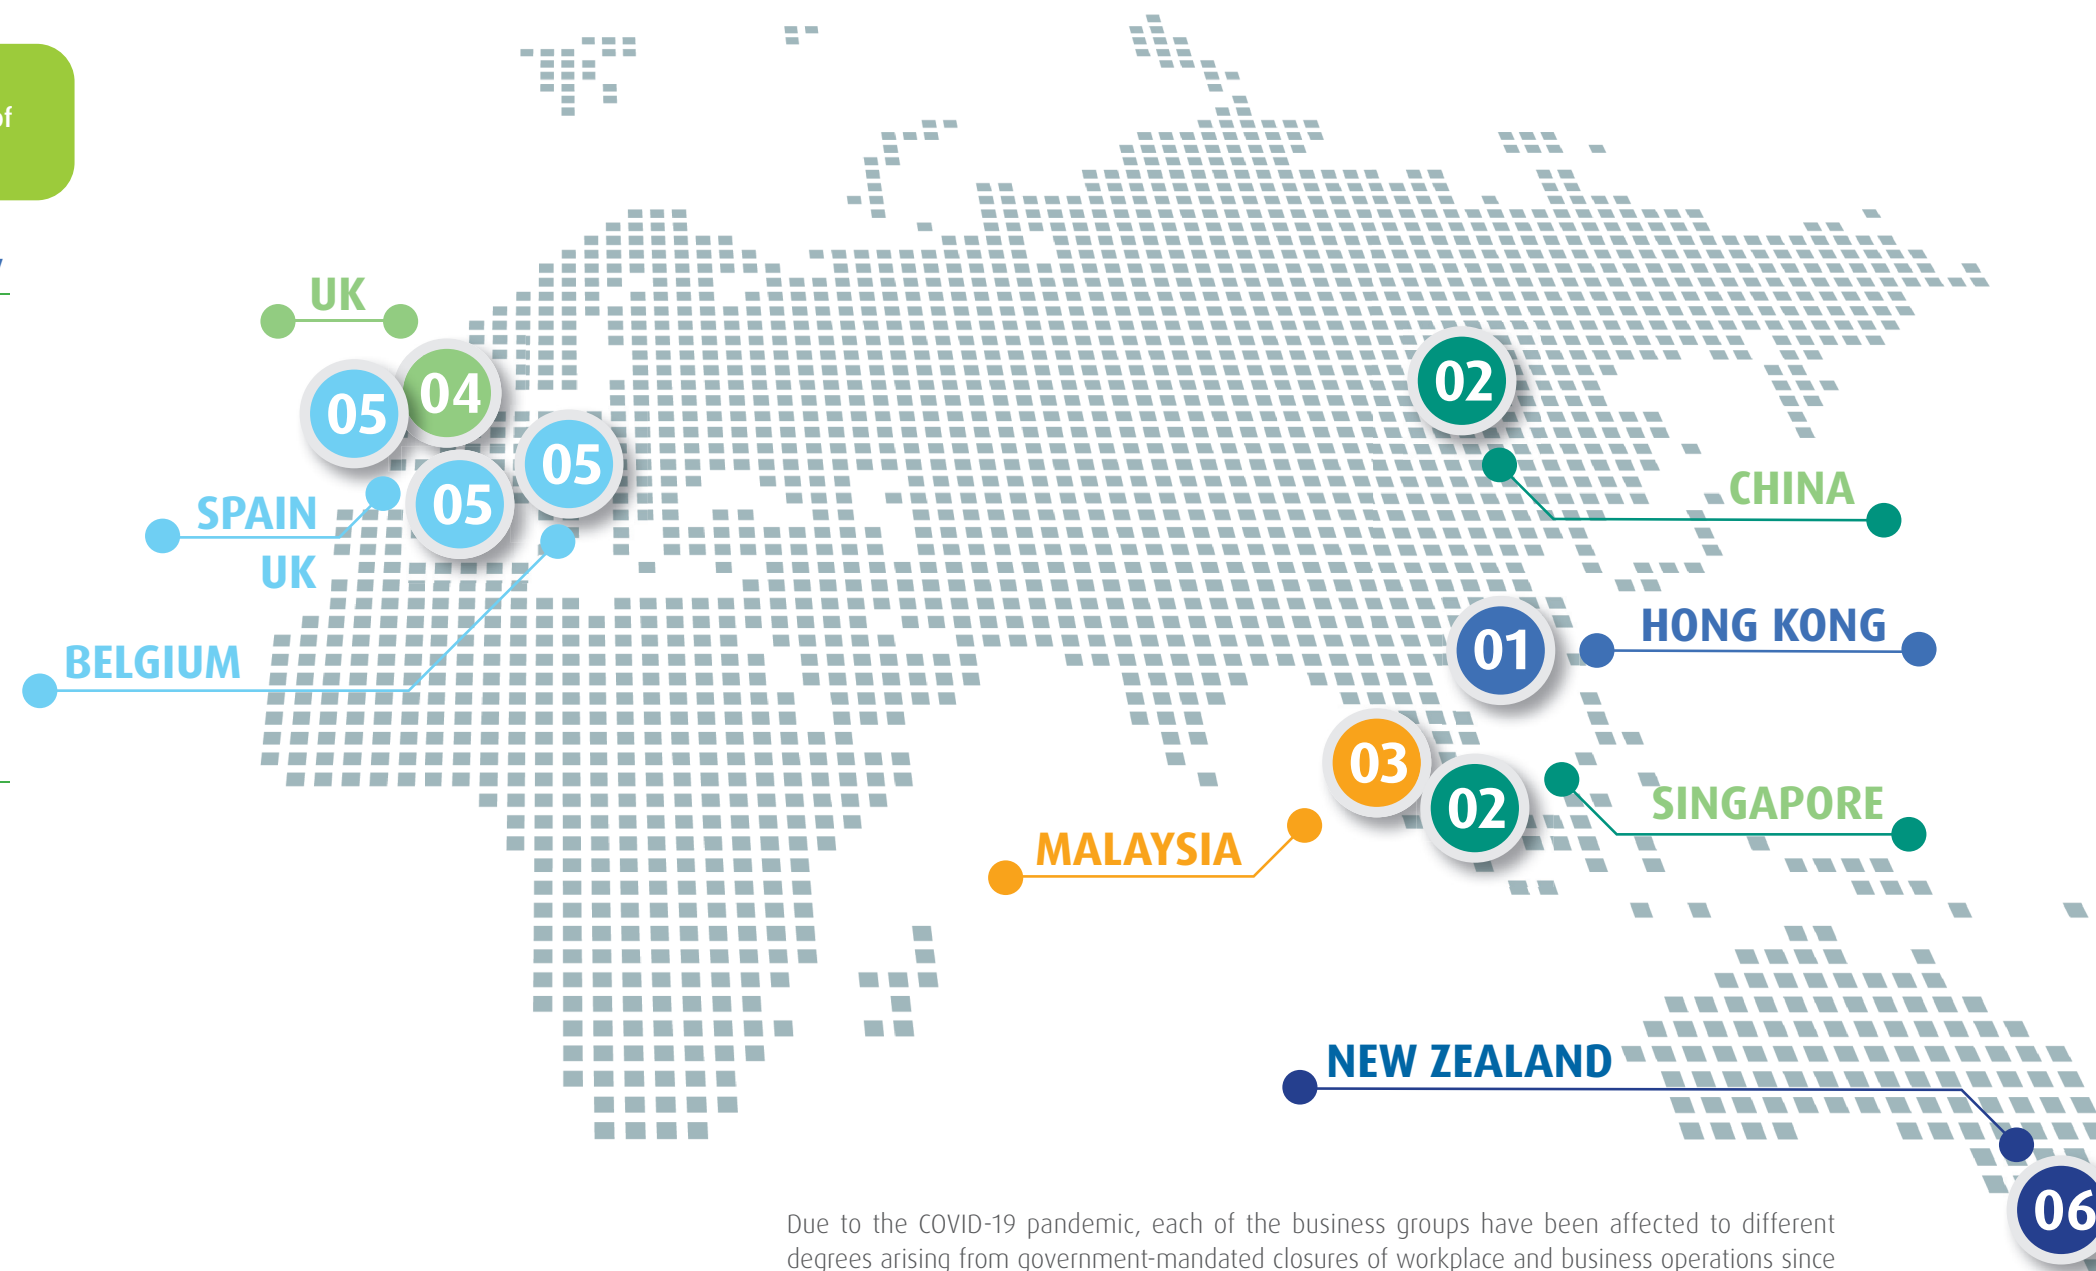 of
UK
04
05
05
05
SPAIN
UK
BELGIUM
02
CHINA
01
HONG KONG
03
02
SINGAPORE
MALAYSIA
NEW ZEALAND
06
Due to the COVID-19 pandemic, each of the business groups have been affected to different
degrees arising from government-mandated closures of workplace and business operations since